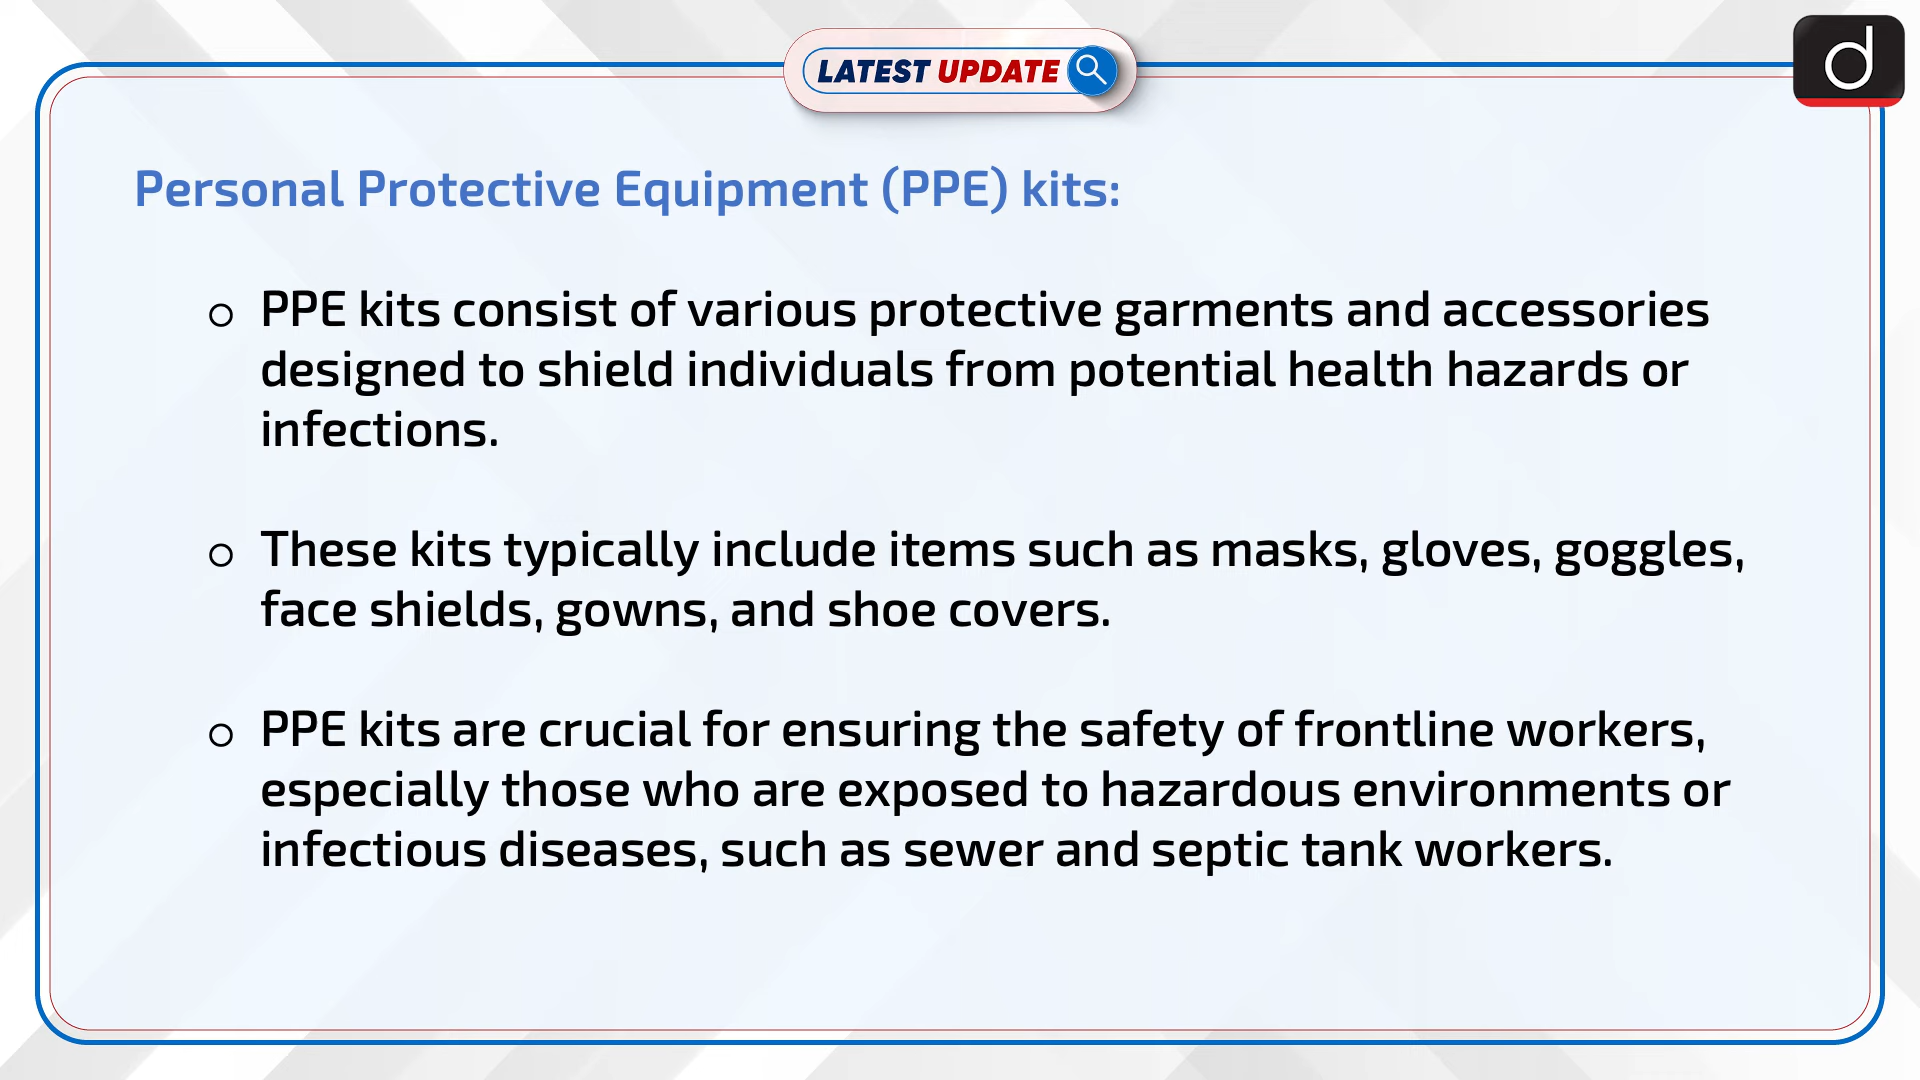 LATEST UPDATE
d
Personal Protective Equipment (PPE) kits:
PPE kits consist of various protective garments and accessories
designed to shield individuals from potential health hazards or
infections.
These kits typically include items such as masks, gloves, goggles,
face shields, gowns, and shoe covers.
PPE kits are crucial for ensuring the safety of frontline workers,
especially those who are exposed to hazardous environments or
infectious diseases, such as sewer and septic tank workers.